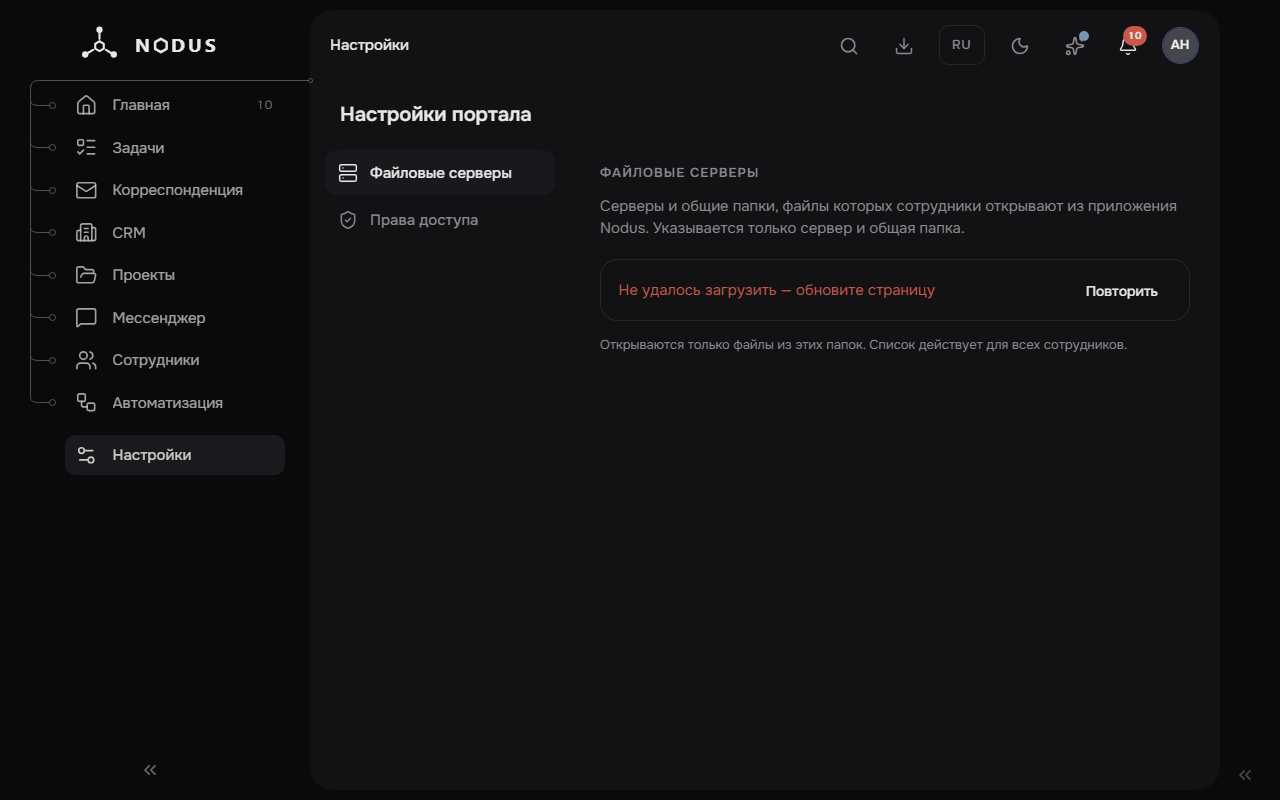 NODUS
Настройки
RU
10
АН
Главная 10
Задачи
Корреспонденция
CRM
Проекты
Мессенджер
Сотрудники
Автоматизация
Настройки
Настройки портала
Файловые серверы
Права доступа
ФАЙЛОВЫЕ СЕРВЕРЫ
Серверы и общие папки, файлы которых сотрудники открывают из приложения
Nodus. Указывается только сервер и общая папка.
Не удалось загрузить — обновите страницу
Повторить
Открываются только файлы из этих папок. Список действует для всех сотрудников.